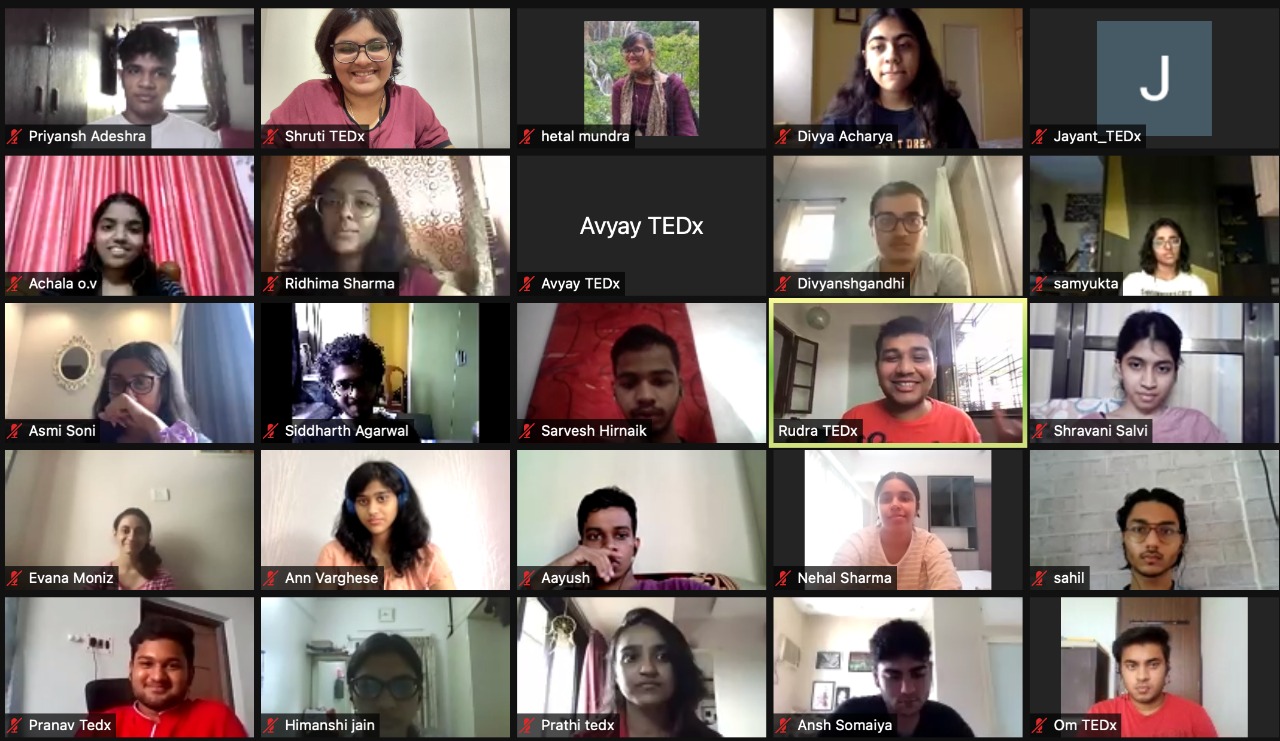 Priyansh Adeshra
Shruti TEDx
hetal mundra
Divya Acharya
T DREAM
J
Jayant_TEDx
Achala o.v
Ridhima Sharma
Avyay TEDx
Avyay TEDx
Divyanshgandhi
samyukta
Asmi Soni
Siddharth Agarwal
Sarvesh Hirnaik
Rudra TEDx
Shravani Salvi
Evana Moniz
Ann Varghese
Aayush
Nehal Sharma
sahil
Pranav Tedx
Himanshi jain
Prathi tedx
Ansh Somaiya
Om TEDx